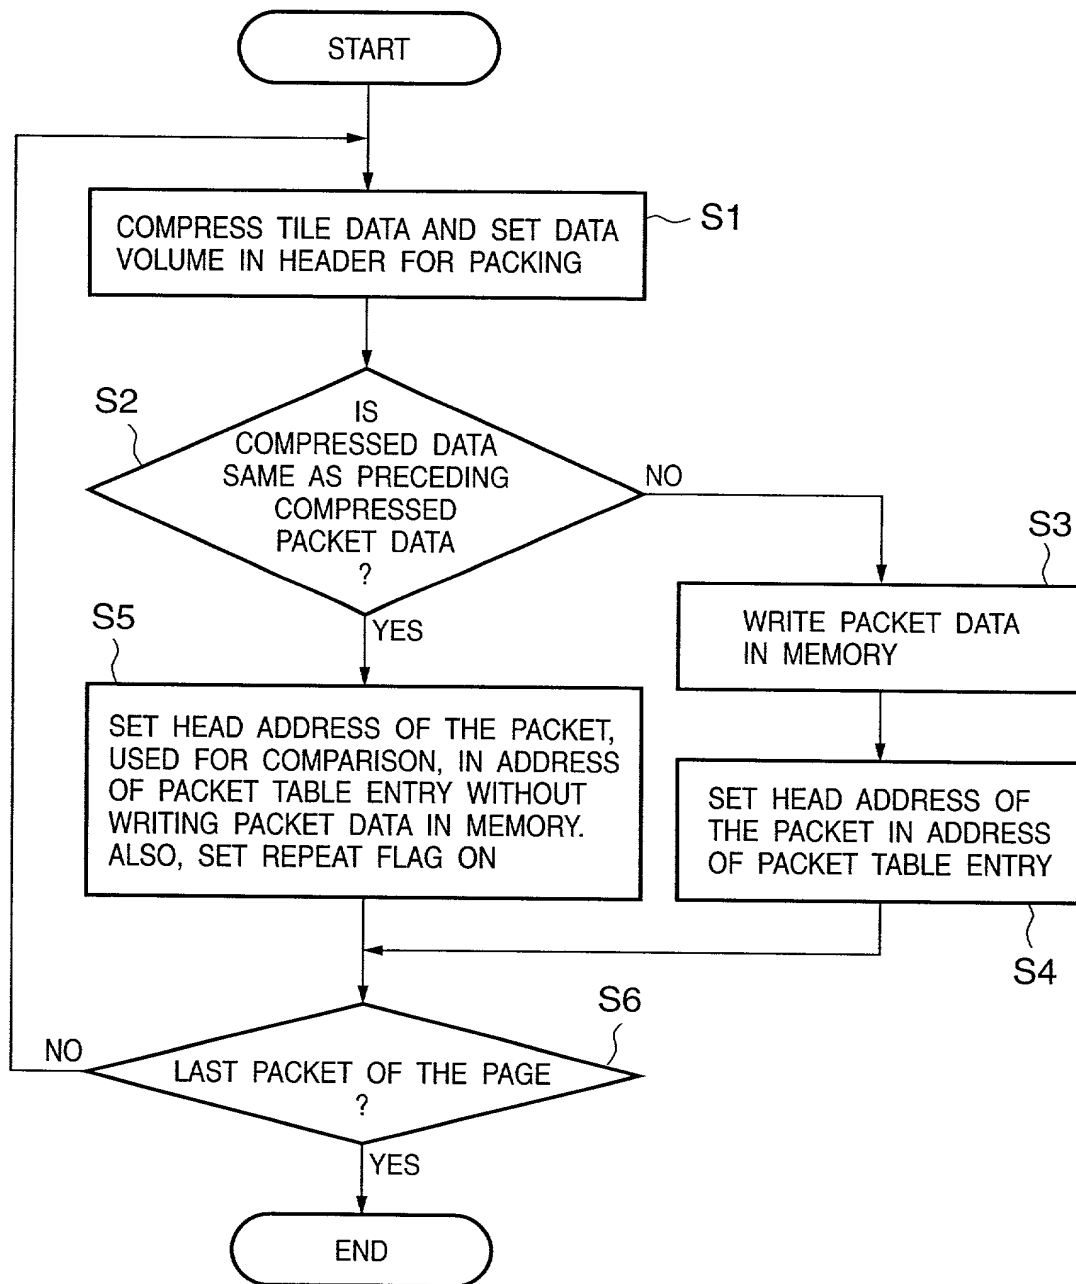 START
COMPRESS TILE DATA AND SET DATA
VOLUME IN HEADER FOR PACKING
S1
S2
IS
COMPRESSED DATA
SAME AS PRECEDING
COMPRESSED
PACKET DATA
?
NO
YES
S3
WRITE PACKET DATA
IN MEMORY
S5
SET HEAD ADDRESS OF THE PACKET,
USED FOR COMPARISON, IN ADDRESS
OF PACKET TABLE ENTRY WITHOUT
WRITING PACKET DATA IN MEMORY.
ALSO, SET REPEAT FLAG ON
SET HEAD ADDRESS OF
THE PACKET IN ADDRESS
OF PACKET TABLE ENTRY
S4
S6
NO
LAST PACKET OF THE PAGE
?
YES
END